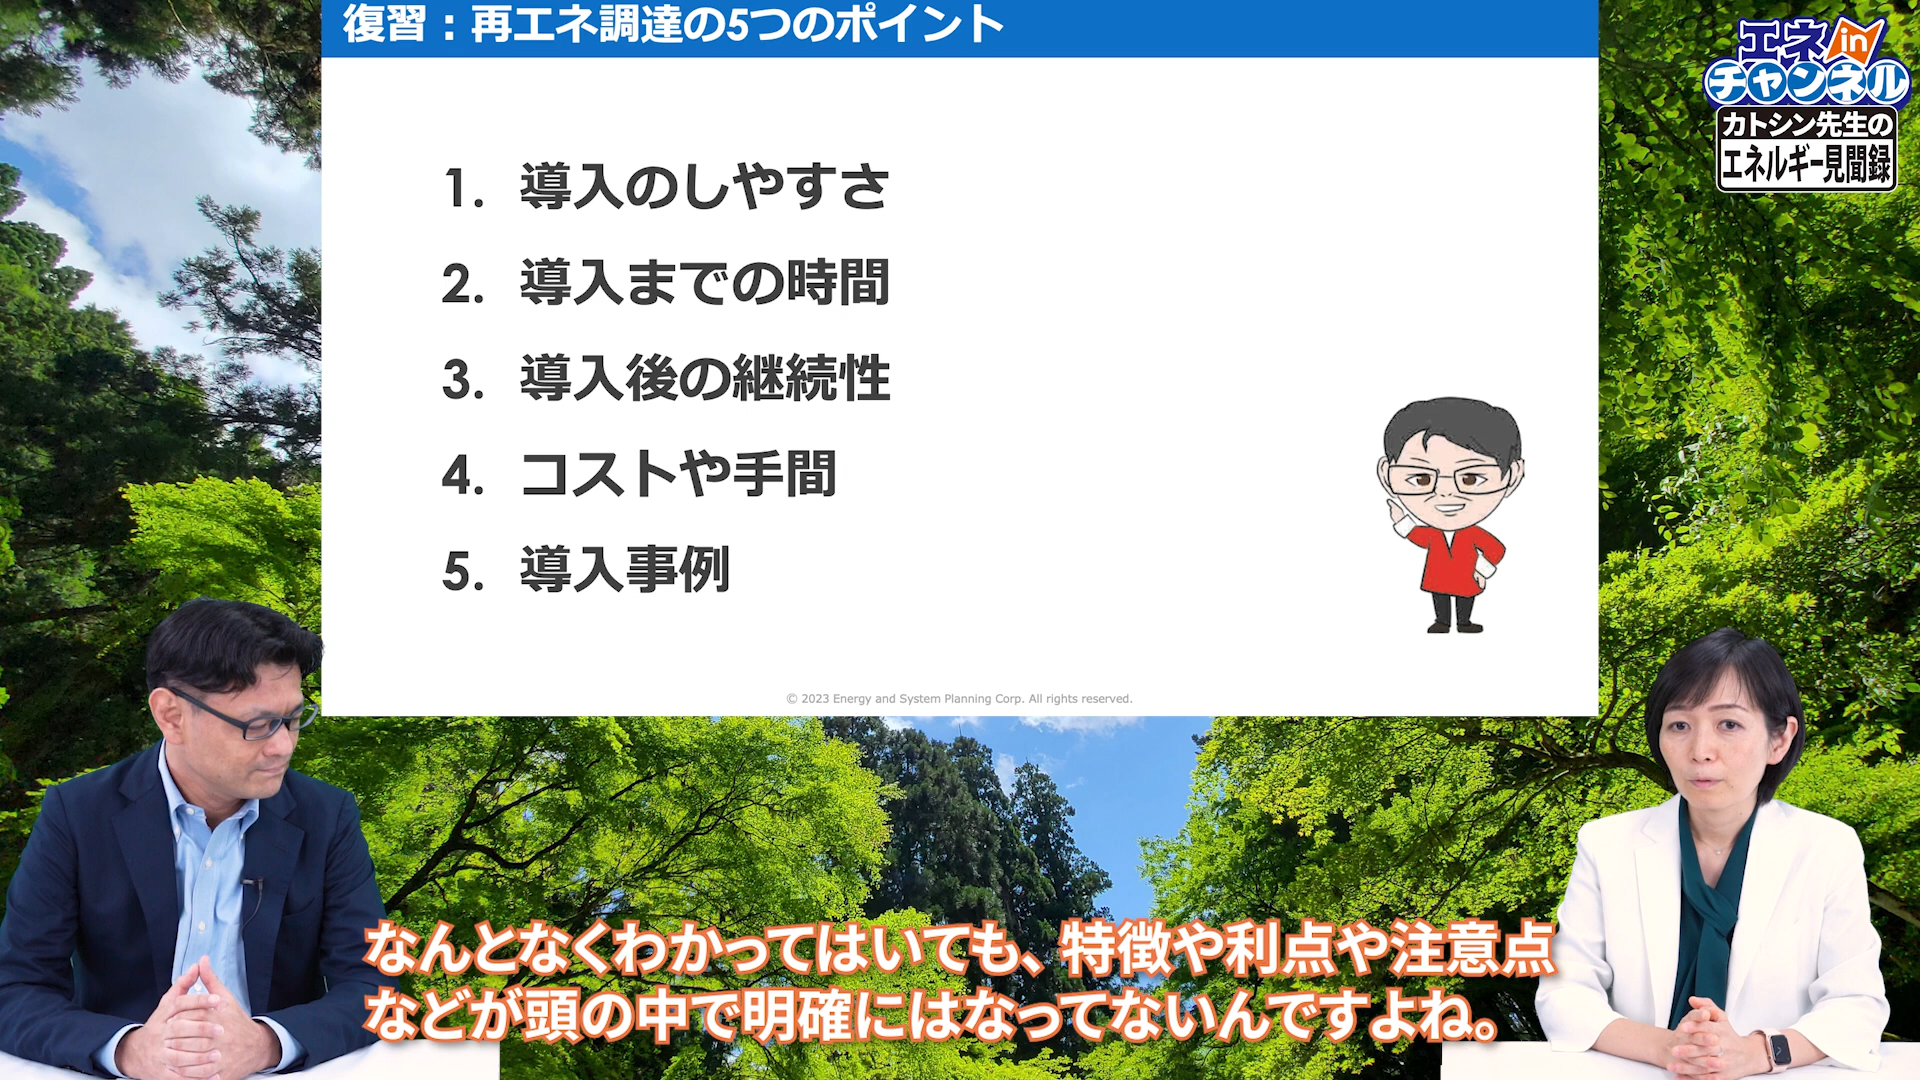 復習：再エネ調達の5つのポイント
エネin
チャンネル
カトシン先生の
エネルギー見聞録
1. 導入のしやすさ
2. 導入までの時間
3. 導入後の継続性
4. コストや手間
5. 導入事例
© 2023 Energy and System Planning Corp. All rights reserved.
なんとなくわかってはいても、特徴や利点や注意点
などが頭の中で明確にはなってないんですよね。